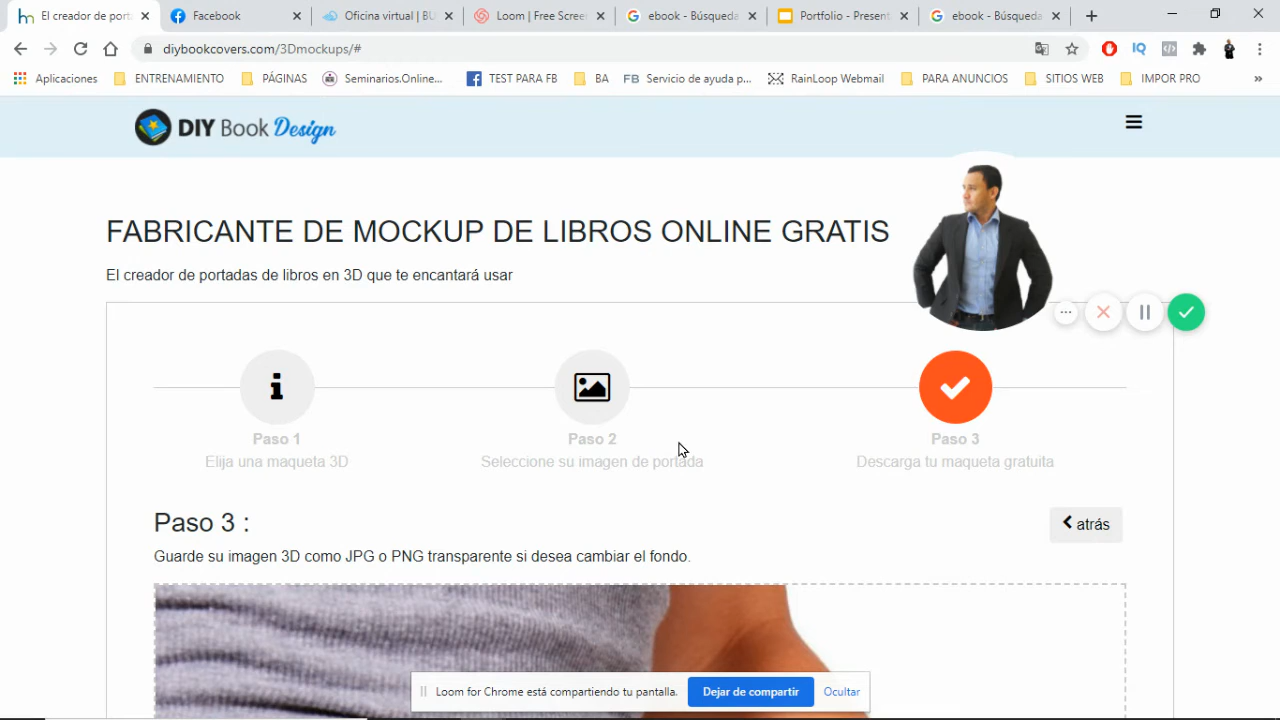 El creador de porta
Facebook
Oficina virtual | BU
Loom | Free Scree
ebook - Búsqueda
Portfolio - Present
ebook - Búsqueda
diybookcovers.com/3Dmockups/#
IQ
Aplicaciones
ENTRENAMIENTO
PÁGINAS
Seminarios.Online...
TEST PARA FB
BA
FB Servicio de ayuda p...
RainLoop Webmail
PARA ANUNCIOS
SITIOS WEB
IMPOR PRO
»
DIY Book Design
FABRICANTE DE MOCKUP DE LIBROS ONLINE GRATIS
El creador de portadas de libros en 3D que te encantará usar
Paso 1
Paso 2
Paso 3
Elija una maqueta 3D
Seleccione su imagen de portada
Descarga tu maqueta gratuita
Paso 3 :
atrás
Guarde su imagen 3D como JPG o PNG transparente si desea cambiar el fondo.
Loom for Chrome está compartiendo tu pantalla.
Dejar de compartir
Ocultar